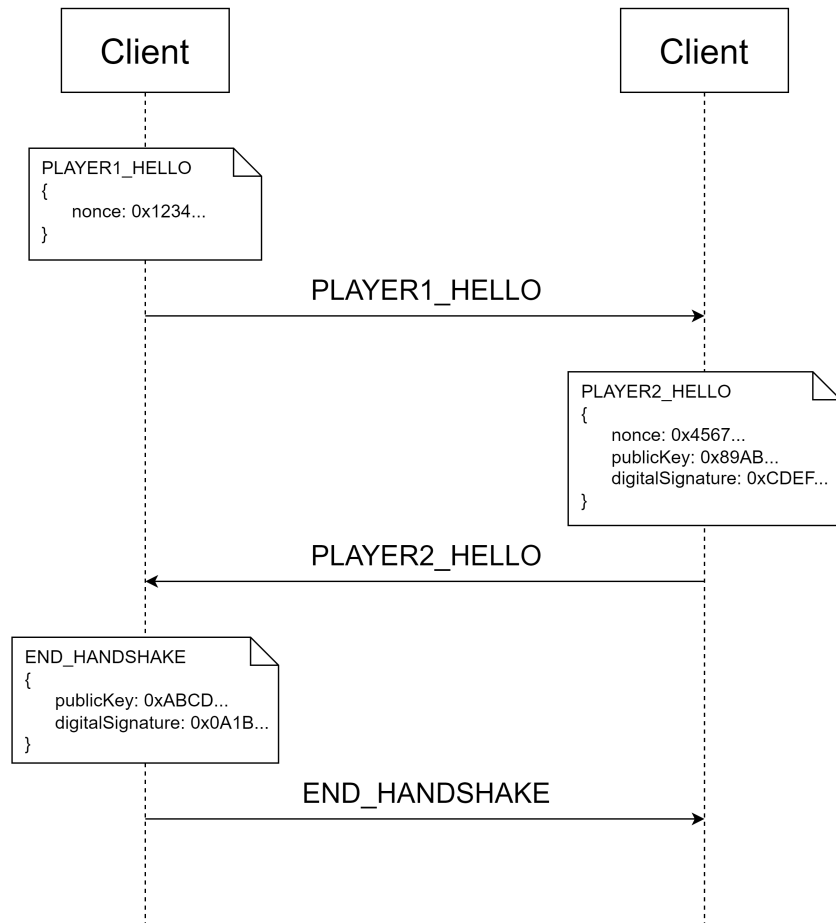 Client
Client
PLAYER1_HELLO
{
nonce: 0x1234...
}
PLAYER1_HELLO
PLAYER2_HELLO
{
nonce: 0x4567...
publicKey: 0x89AB...
digitalSignature: 0xCDEF...
}
PLAYER2_HELLO
END_HANDSHAKE
{
publicKey: 0xABCD...
digitalSignature: 0x0A1B...
}
END_HANDSHAKE